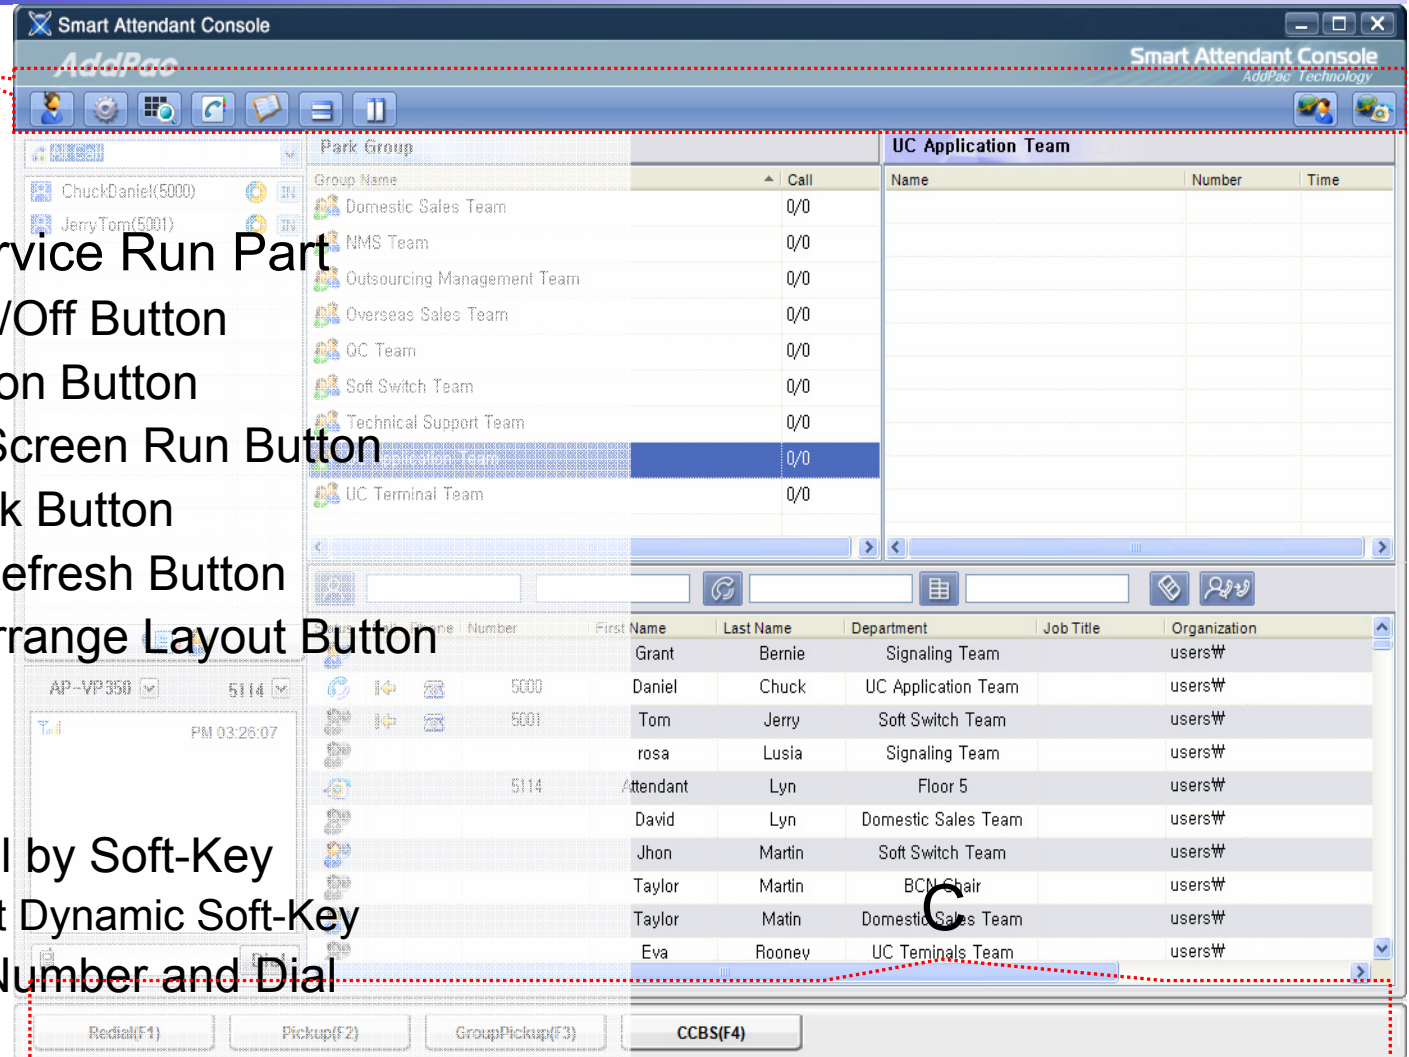 Smart Attendant Console
AddPac
Smart Attendant Console
AddPac Technology
Park Group
UC Application Team
Group Name
Call
Name
Number
Time
ChuckDaniel(5000)
IN
JerryTom(5001)
IN
Domestic Sales Team
0/0
NMS Team
0/0
Outsourcing Management Team
0/0
Overseas Sales Team
0/0
QC Team
0/0
Soft Switch Team
0/0
Technical Support Team
0/0
Application Team
0/0
UC Terminal Team
0/0
rvice Run Part
/Off Button
on Button
Screen Run Button
k Button
efresh Button
rrange Layout Button
Status
Phone
Number
First Name
Last Name
Department
Job Title
Organization
Grant
Bernie
Signaling Team
users₩
5000
Daniel
Chuck
UC Application Team
users₩
5001
Tom
Jerry
Soft Switch Team
users₩
rosa
Lusia
Signaling Team
users₩
5114
Attendant
Lyn
Floor 5
users₩
David
Lyn
Domestic Sales Team
users₩
Jhon
Martin
Soft Switch Team
users₩
Taylor
Martin
BCN Chair
users₩
Taylor
Matin
Domestic Sales Team
users₩
Eva
Rooney
UC Teminals Team
users₩
AP-VP350
5114
PM 03:26:07
l by Soft-Key
t Dynamic Soft-Key
Number and Dial
C
Redial(F1)
Pickup(F2)
GroupPickup(F3)
CCBS(F4)